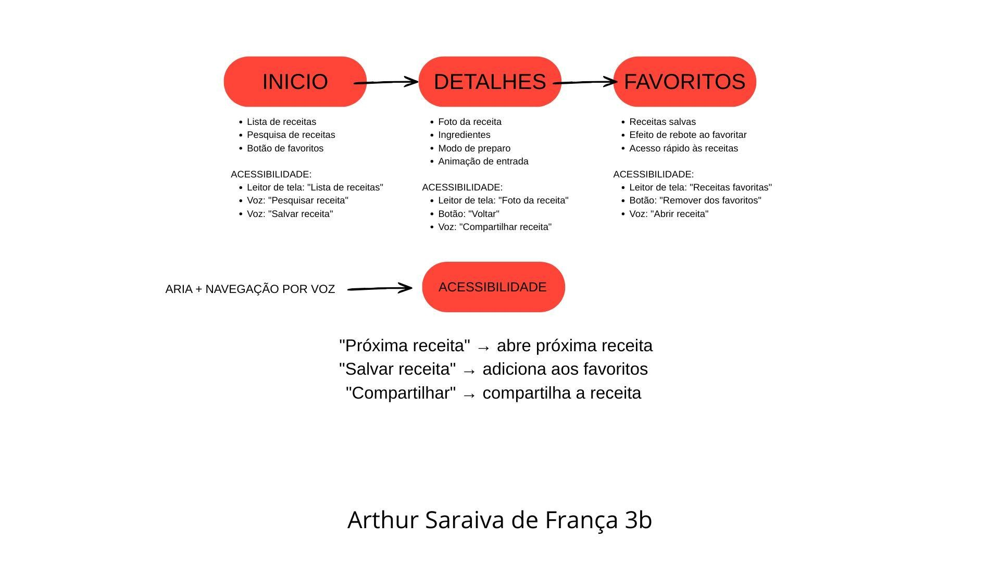 INICIO
DETALHES
FAVORITOS
• Lista de receitas
• Pesquisa de receitas
• Botão de favoritos
ACESSIBILIDADE:
• Leitor de tela: "Lista de receitas"
• Voz: "Pesquisar receita"
• Voz: "Salvar receita"
• Foto da receita
• Ingredientes
• Modo de preparo
• Animação de entrada
ACESSIBILIDADE:
• Leitor de tela: "Foto da receita"
• Botão: "Voltar"
• Voz: "Compartilhar receita"
• Receitas salvas
• Efeito de rebote ao favoritar
• Acesso rápido às receitas
ACESSIBILIDADE:
• Leitor de tela: "Receitas favoritas"
• Botão: "Remover dos favoritos"
• Voz: "Abrir receita"
ARIA + NAVEGAÇÃO POR VOZ
ACESSIBILIDADE
"Próxima receita" → abre próxima receita
"Salvar receita" → adiciona aos favoritos
"Compartilhar" → compartilha a receita
Arthur Saraiva de França 3b